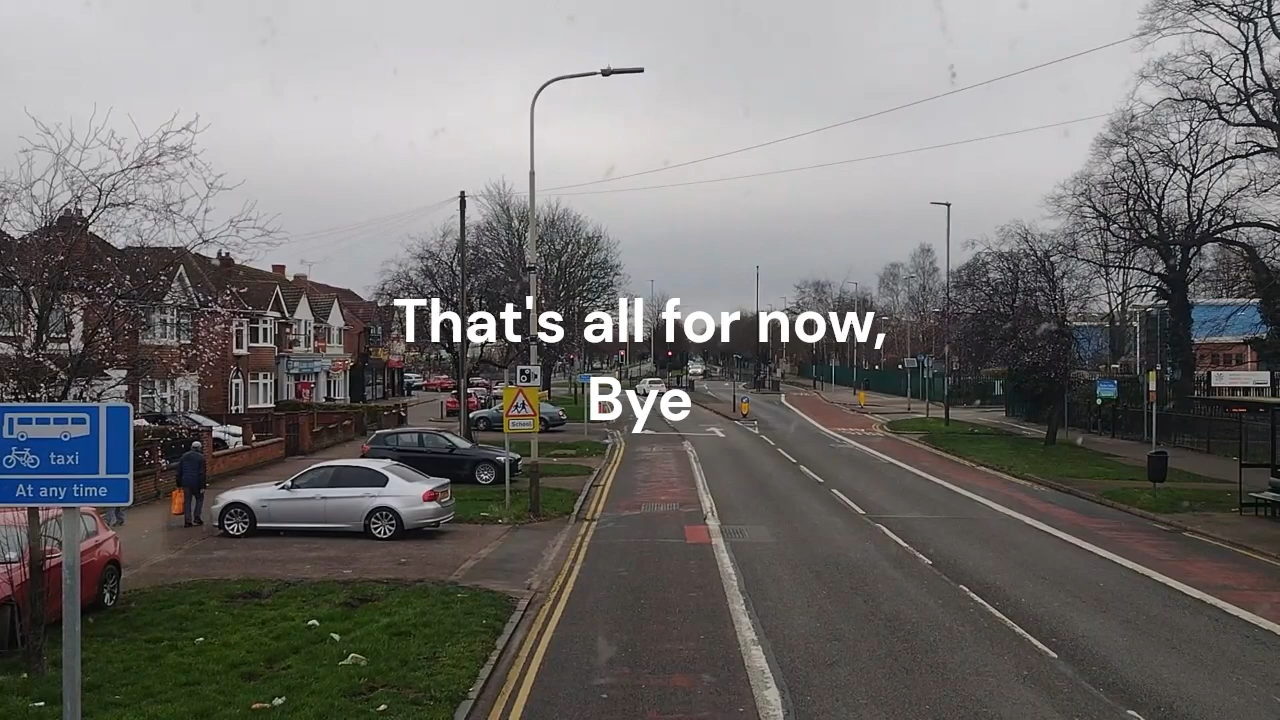 That's all for now,
Bye
School
taxi
At any time